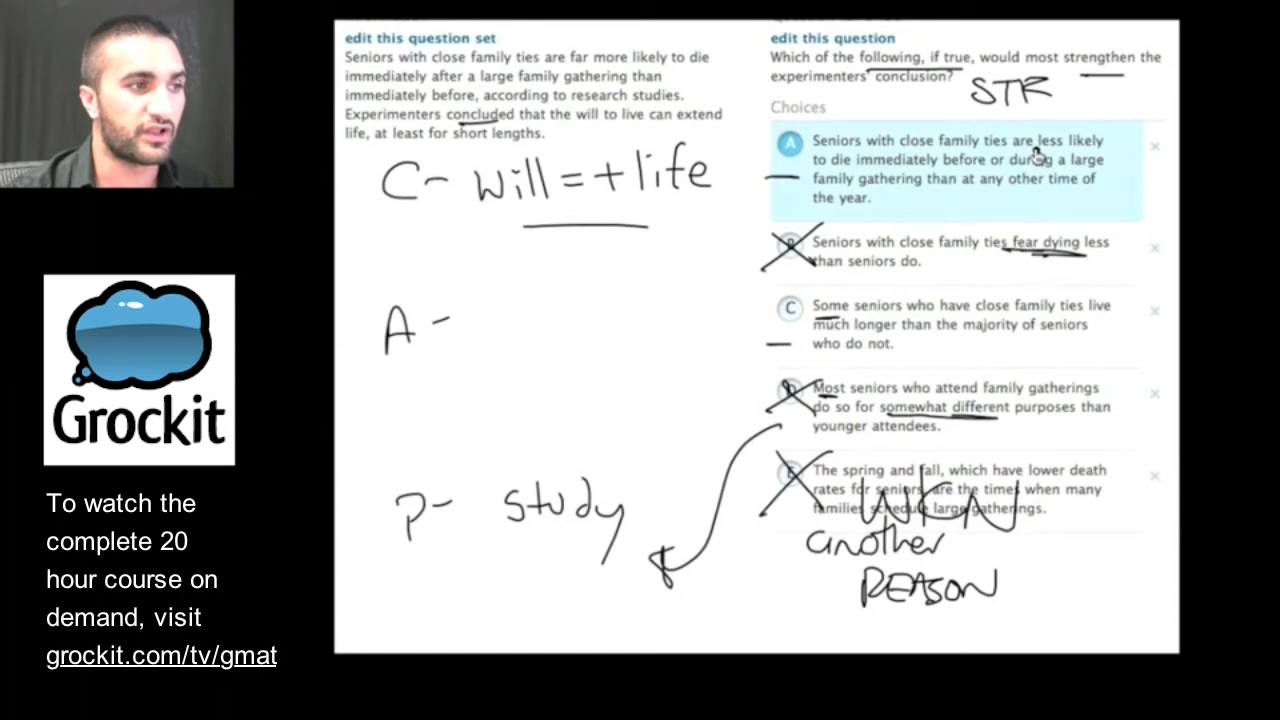 edit this question set
Seniors with close family ties are far more likely to die
immediately after a large family gathering than
immediately before, according to research studies.
Experimenters concluded that the will to live can extend
life, at least for short lengths.
C- will = + life
A -
P- study
edit this question
Which of the following, if true, would most strengthen the
experimenters' conclusion?
STR
Choices
A Seniors with close family ties are less likely
to die immediately before or during a large
family gathering than at any other time of
the year.
B Seniors with close family ties fear dying less
than seniors do.
C Some seniors who have close family ties live
much longer than the majority of seniors
who do not.
D Most seniors who attend family gatherings
do so for somewhat different purposes than
younger attendees.
E The spring and fall, which have lower death
rates for seniors, are the times when many
families schedule large gatherings.
WKN
another
REASON
Grockit
To watch the
complete 20
hour course on
demand, visit
grockit.com/tv/gmat